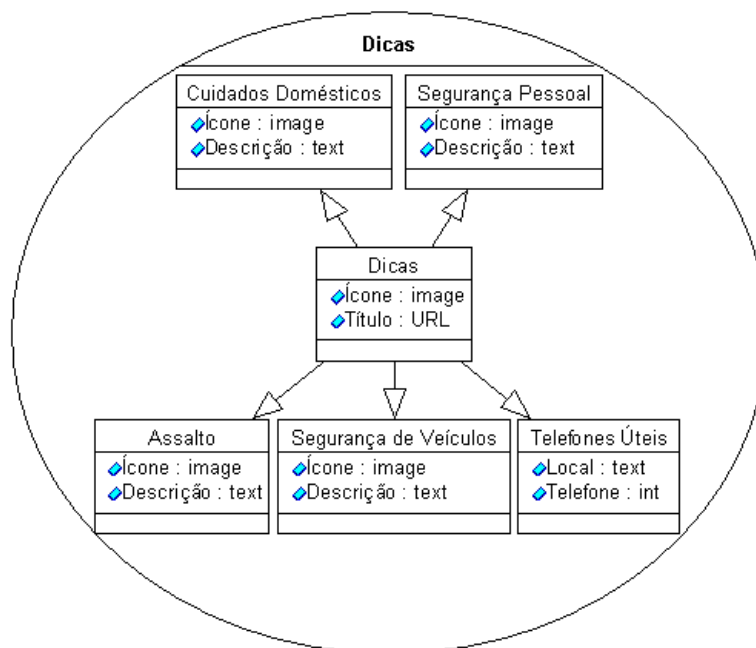 Dicas
Cuidados Domésticos
Ícone : image
Descrição : text
Segurança Pessoal
Ícone : image
Descrição : text
Dicas
Ícone : image
Título : URL
Assalto
Ícone : image
Descrição : text
Segurança de Veículos
Ícone : image
Descrição : text
Telefones Úteis
Local : text
Telefone : int